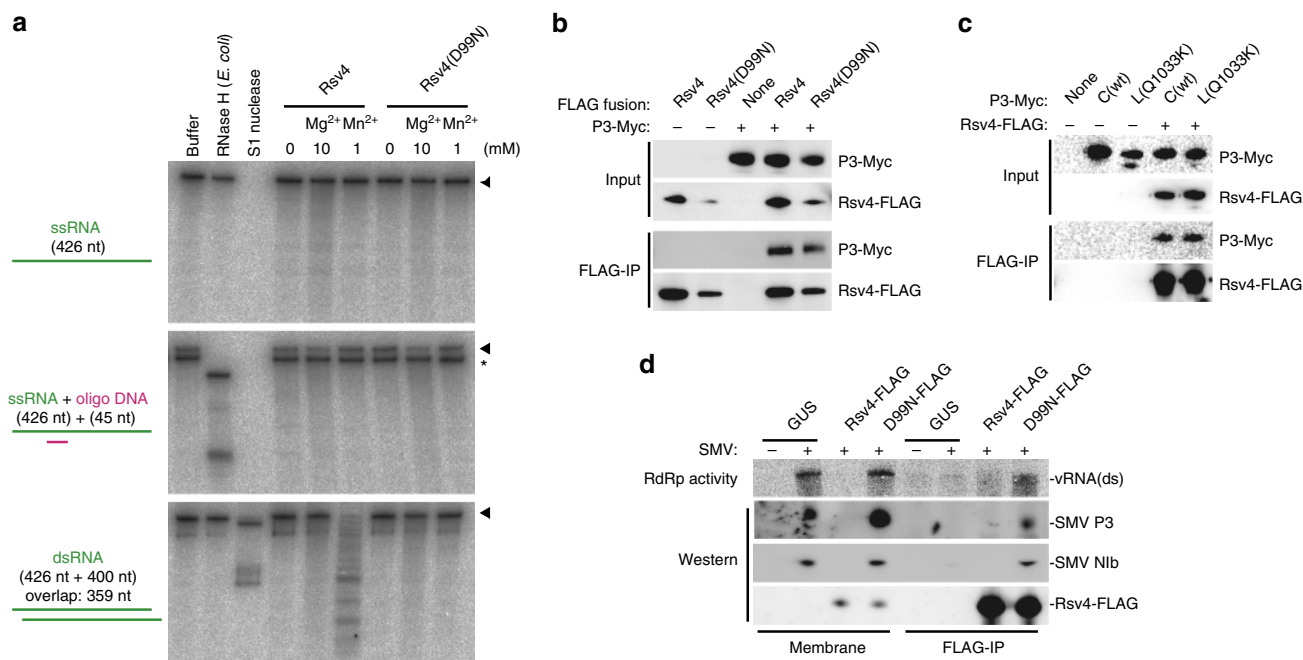 a
Buffer
RNase H (E. coli)
S1 nuclease
Rsv4
Rsv4(D99N)
Mg2+ Mn2+ Mg2+ Mn2+
0 10 1 0 10 1 (mM)
ssRNA
(426 nt)
ssRNA + oligo DNA
(426 nt) + (45 nt)
*
dsRNA
(426 nt + 400 nt)
overlap: 359 nt
b
FLAG fusion:
Rsv4
Rsv4(D99N)
None
Rsv4
Rsv4(D99N)
P3-Myc: – – + + +
Input
P3-Myc
Rsv4-FLAG
FLAG-IP
P3-Myc
Rsv4-FLAG
c
P3-Myc:
None
C(wt)
L(Q1033K)
C(wt)
L(Q1033K)
Rsv4-FLAG: – – – + +
Input
P3-Myc
Rsv4-FLAG
FLAG-IP
P3-Myc
Rsv4-FLAG
d
GUS
Rsv4-FLAG
D99N-FLAG
GUS
Rsv4-FLAG
D99N-FLAG
SMV: – + + + – + + +
RdRp activity
-vRNA(ds)
Western
-SMV P3
-SMV NIb
-Rsv4-FLAG
Membrane
FLAG-IP